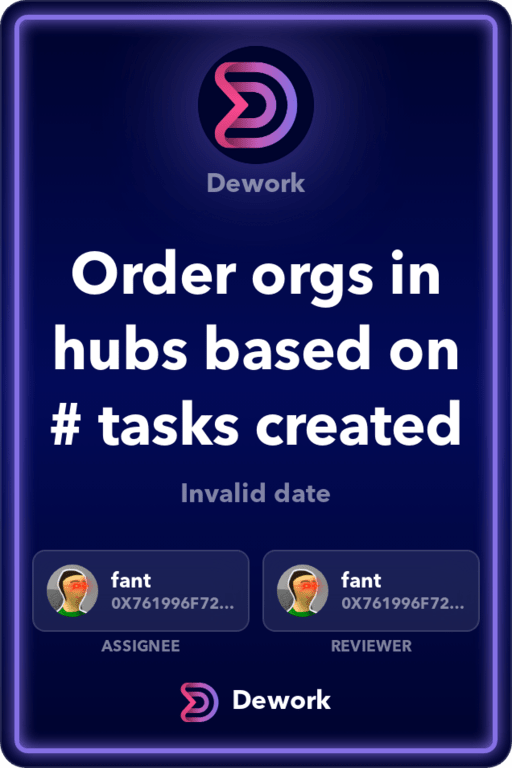 Dework
Order orgs in
hubs based on
# tasks created
Invalid date
fant
0X761996F72...
ASSIGNEE
fant
0X761996F72...
REVIEWER
Dework